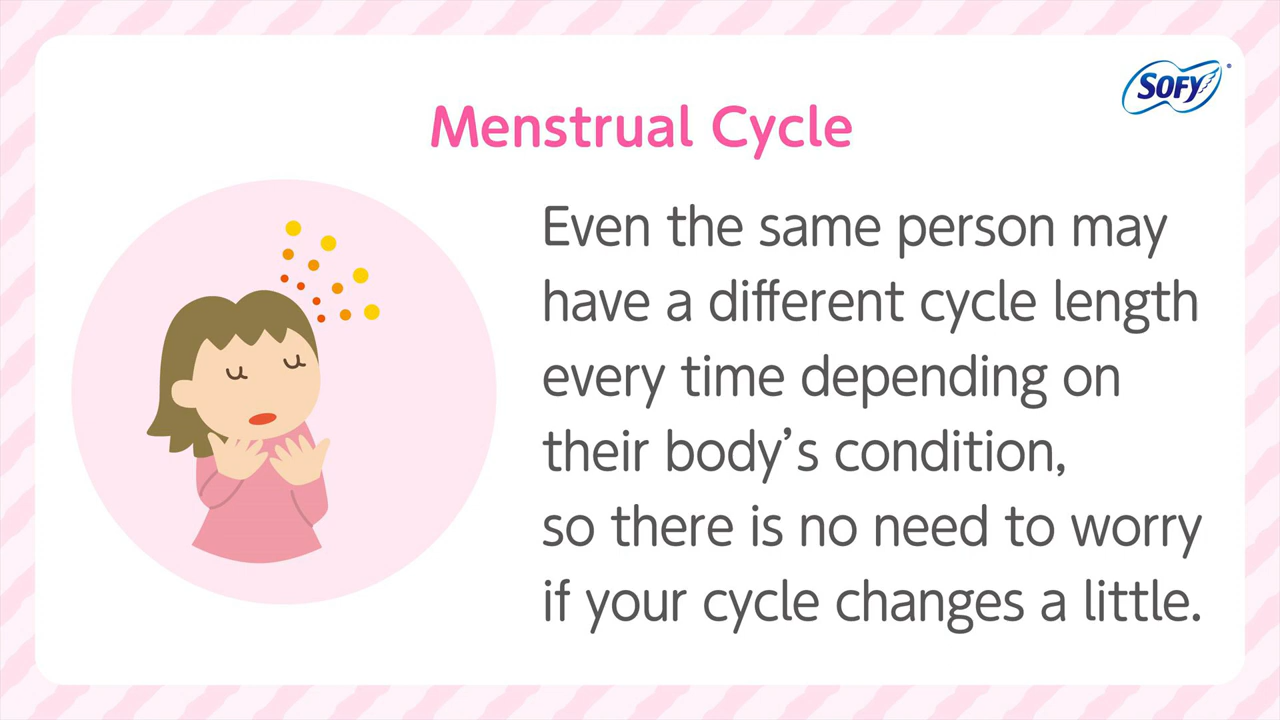 SOFY®
Menstrual Cycle
Even the same person may
have a different cycle length
every time depending on
their body's condition,
so there is no need to worry
if your cycle changes a little.